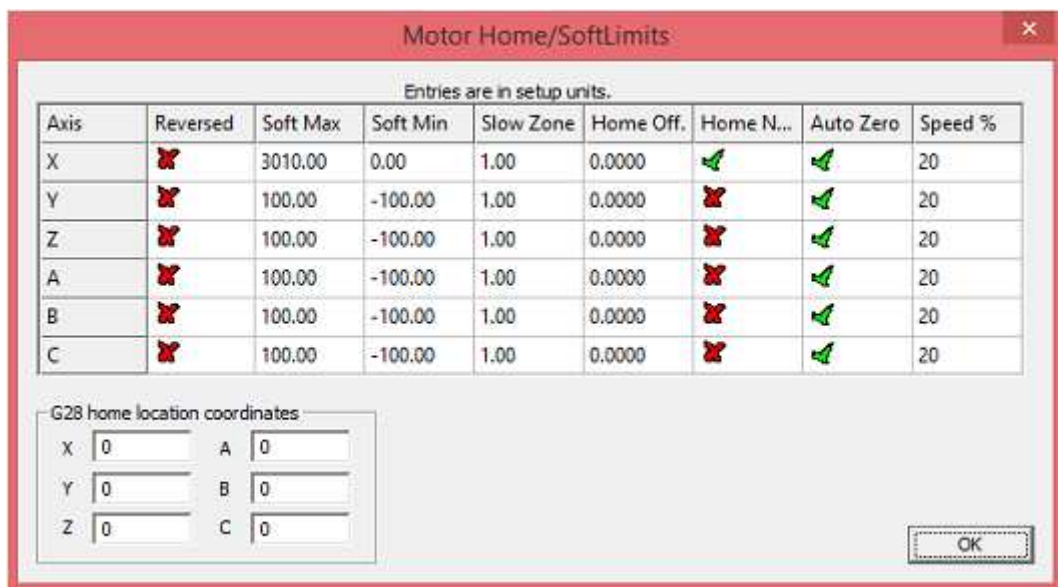 Motor Home/SoftLimits
Entries are in setup units.
Axis Reversed Soft Max Soft Min Slow Zone Home Off. Home N... Auto Zero Speed %
X 3010.00 0.00 1.00 0.0000 20
Y 100.00 -100.00 1.00 0.0000 20
Z 100.00 -100.00 1.00 0.0000 20
A 100.00 -100.00 1.00 0.0000 20
B 100.00 -100.00 1.00 0.0000 20
C 100.00 -100.00 1.00 0.0000 20
G28 home location coordinates
X 0 A 0
Y 0 B 0
Z 0 C 0
OK